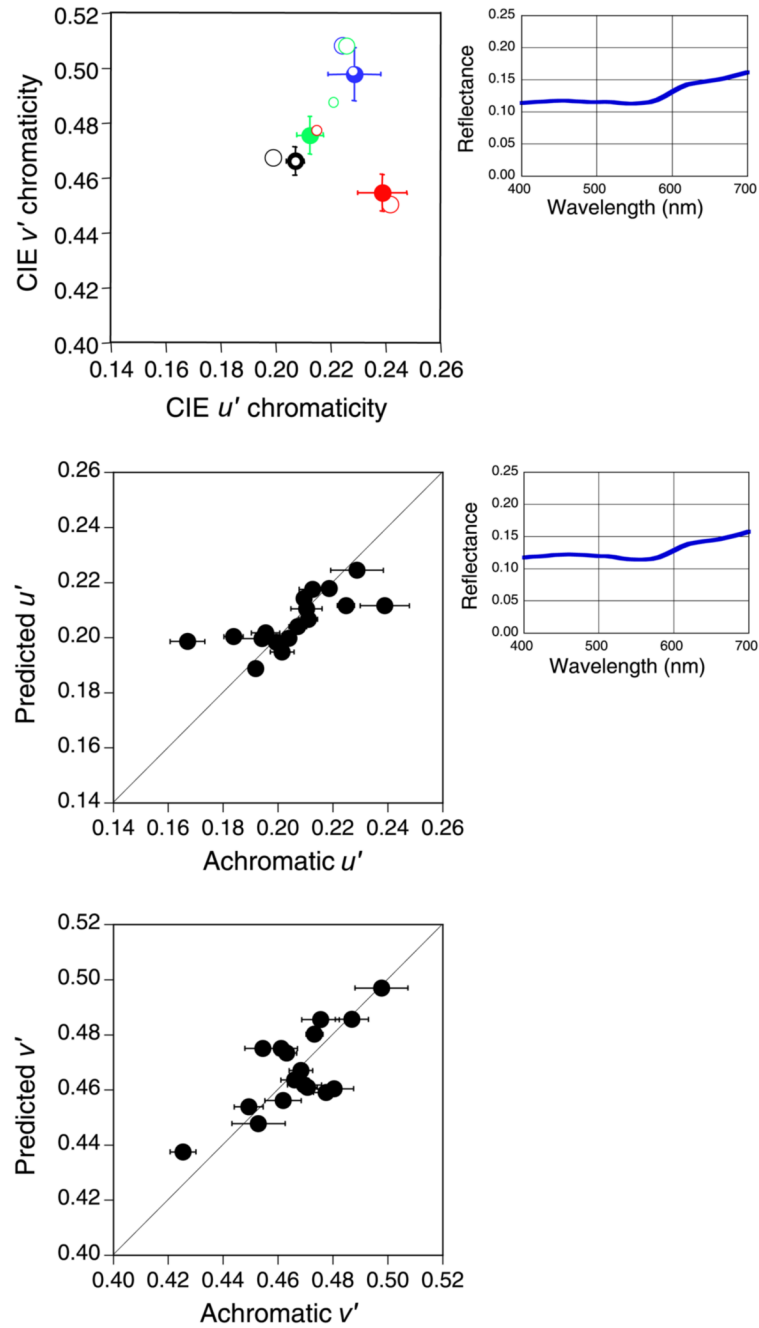 0.52
0.50
0.48
0.46
0.44
0.42
0.40
CIE v′ chromaticity
0.14 0.16 0.18 0.20 0.22 0.24 0.26
CIE u′ chromaticity
0.25
0.20
0.15
0.10
0.05
0.00
Reflectance
400 500 600 700
Wavelength (nm)
0.26
0.24
0.22
0.20
0.18
0.16
0.14
Predicted u′
0.14 0.16 0.18 0.20 0.22 0.24 0.26
Achromatic u′
0.25
0.20
0.15
0.10
0.05
0.00
Reflectance
400 500 600 700
Wavelength (nm)
0.52
0.50
0.48
0.46
0.44
0.42
0.40
Predicted v′
0.40 0.42 0.44 0.46 0.48 0.50 0.52
Achromatic v′